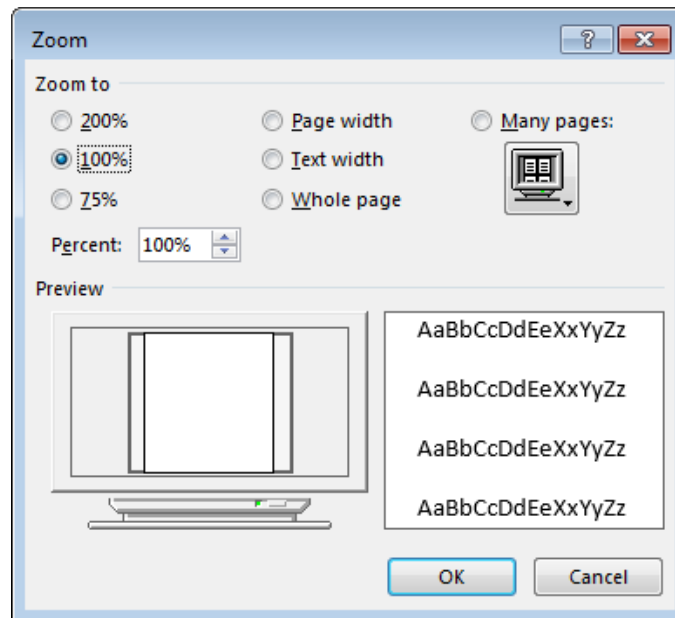 Zoom
Zoom to
200%
Page width
Many pages:
100%
Text width
75%
Whole page
Percent: 100%
Preview
AaBbCcDdEeXxYyZz
AaBbCcDdEeXxYyZz
AaBbCcDdEeXxYyZz
AaBbCcDdEeXxYyZz
OK
Cancel